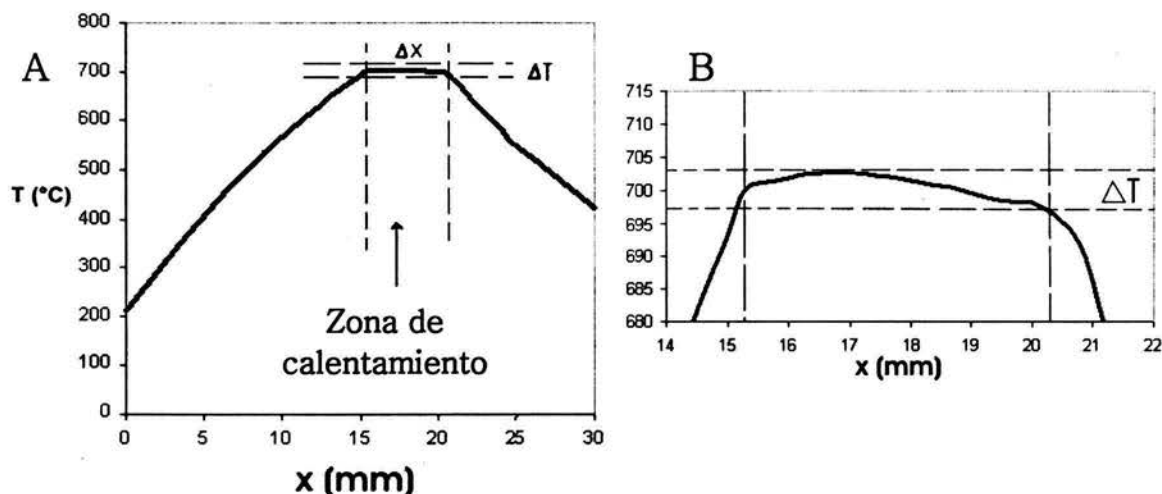 A
800
700
600
500
400
300
200
100
0
T (°C)
ΔX
ΔT
Zona de
calentamiento
0 5 10 15 20 25 30
x (mm)
B
715
710
705
700
695
690
685
680
ΔT
14 15 16 17 18 19 20 21 22
x (mm)